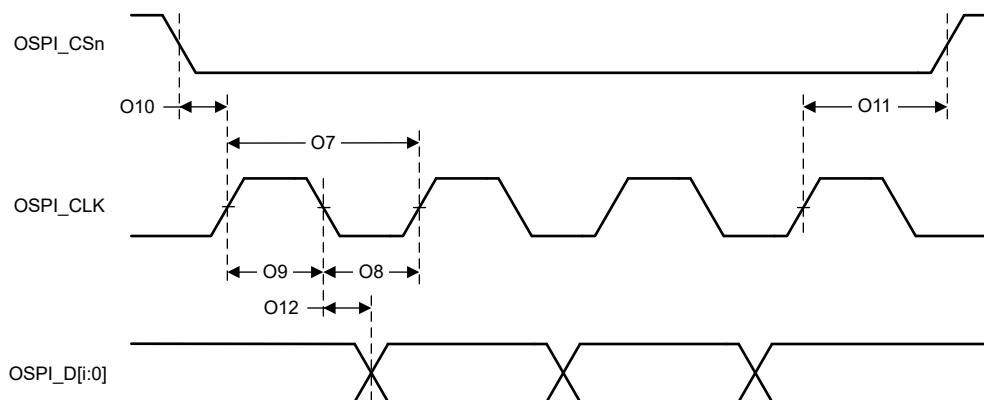 OSPI_CSn
O10
O11
O7
OSPI_CLK
O9
O8
O12
OSPI_D[i:0]